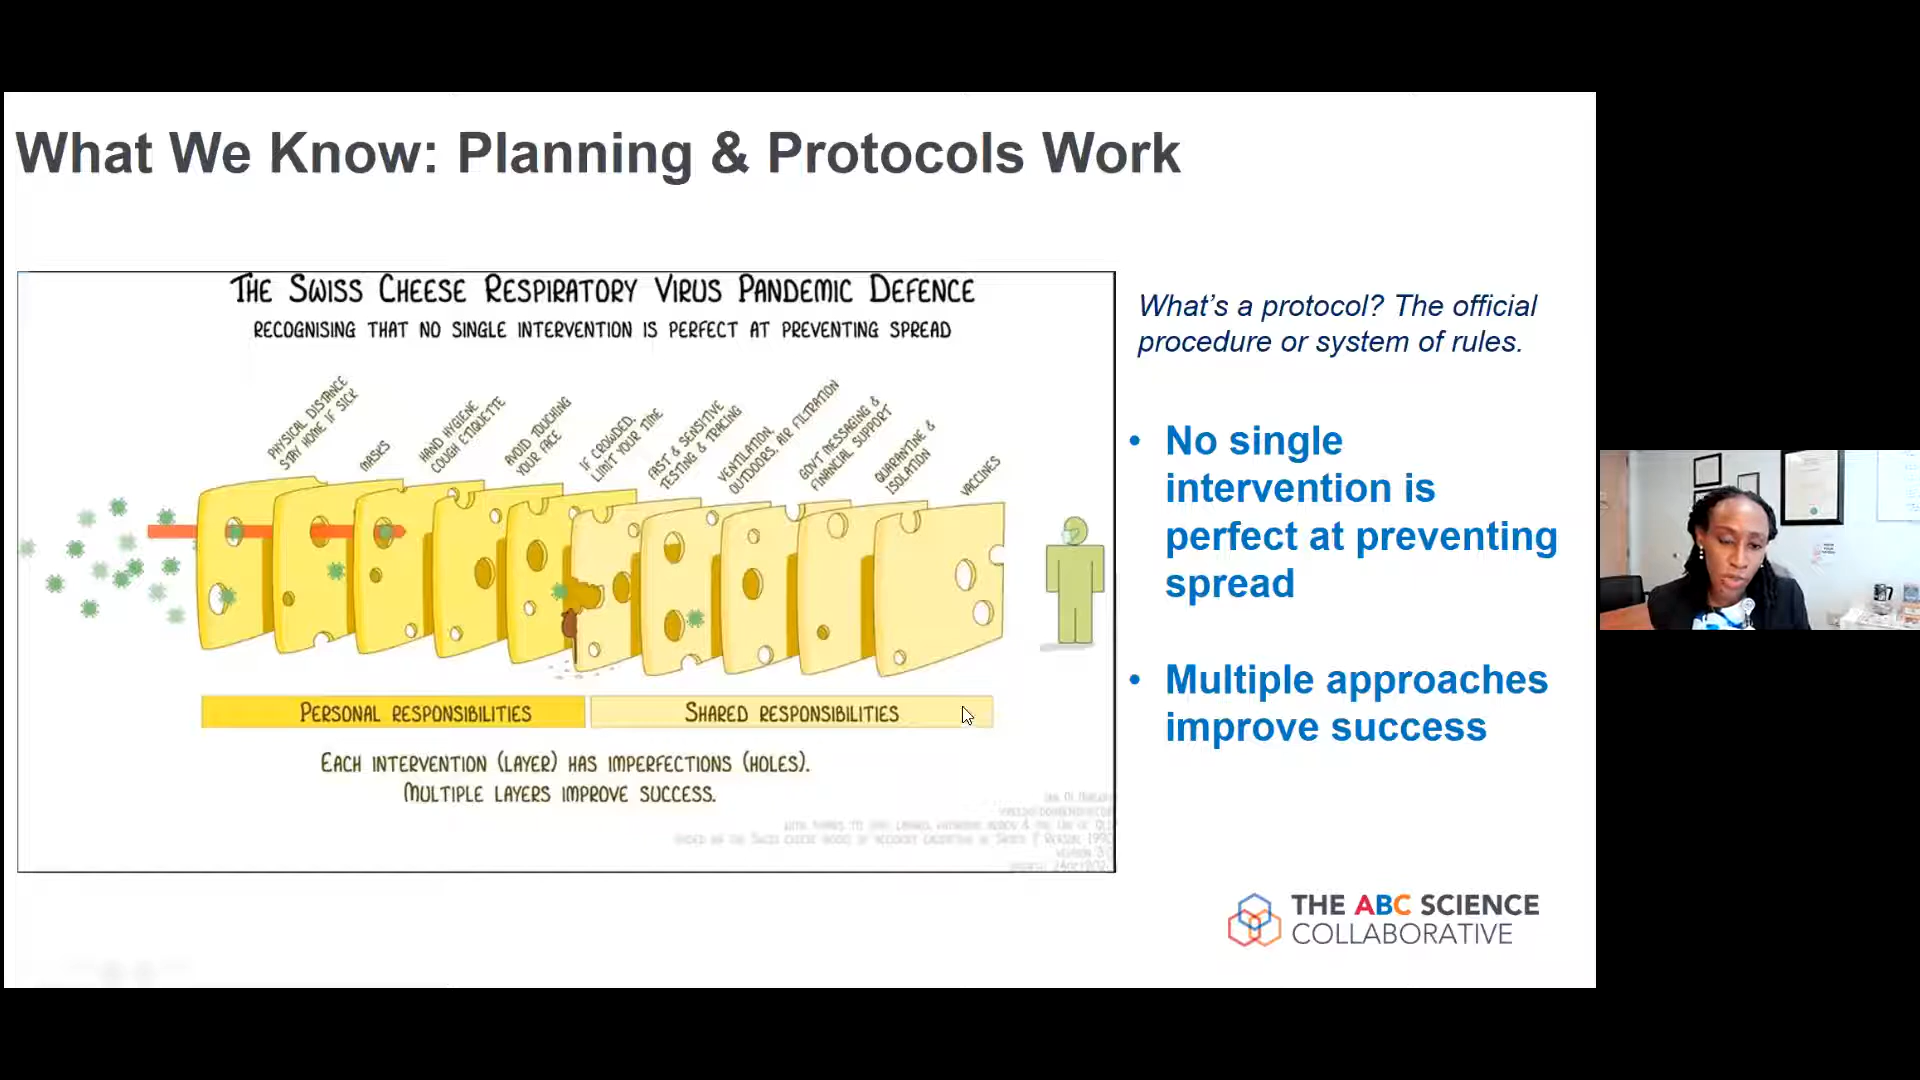 What We Know: Planning & Protocols Work
THE SWISS CHEESE RESPIRATORY VIRUS PANDEMIC DEFENCE
RECOGNISING THAT NO SINGLE INTERVENTION IS PERFECT AT PREVENTING SPREAD
PHYSICAL DISTANCE
STAY HOME IF SICK
MASKS
HAND HYGIENE
COUGH ETIQUETTE
AVOID TOUCHING
YOUR FACE
IF CROWDED,
LIMIT YOUR TIME
FAST & SENSITIVE
TESTING & TRACING
VENTILATION,
OUTDOORS, AIR FILTRATION
GOVT MESSAGING &
FINANCIAL SUPPORT
QUARANTINE &
ISOLATION
VACCINES
PERSONAL RESPONSIBILITIES
SHARED RESPONSIBILITIES
EACH INTERVENTION (LAYER) HAS IMPERFECTIONS (HOLES).
MULTIPLE LAYERS IMPROVE SUCCESS.
What's a protocol? The official
procedure or system of rules.
• No single
intervention is
perfect at preventing
spread
• Multiple approaches
improve success
THE ABC SCIENCE
COLLABORATIVE